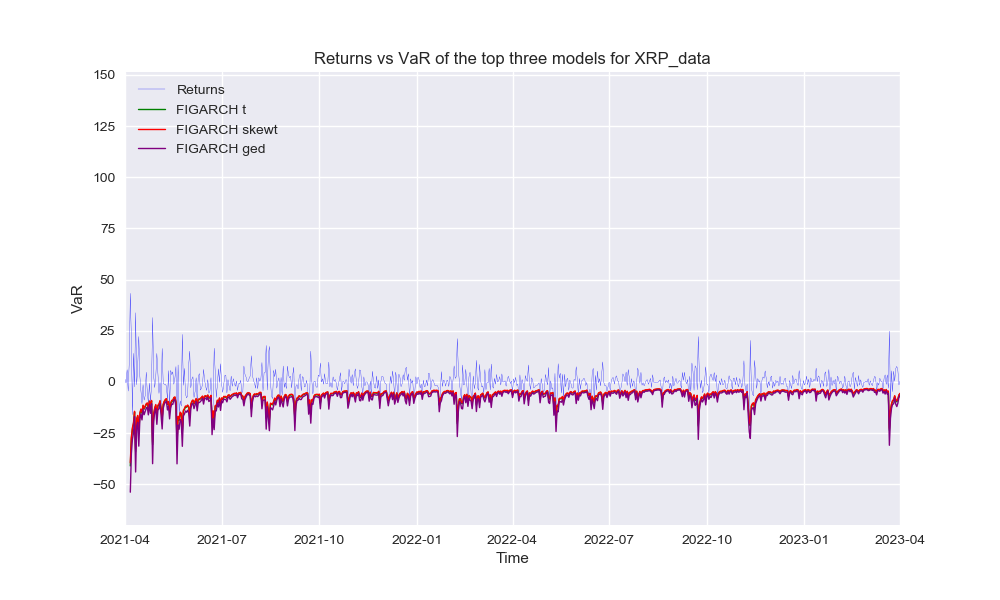 Returns vs VaR of the top three models for XRP_data
150
125
100
75
50
25
0
−25
−50
VaR
Returns
FIGARCH t
FIGARCH skewt
FIGARCH ged
2021-04
2021-07
2021-10
2022-01
2022-04
2022-07
2022-10
2023-01
2023-04
Time